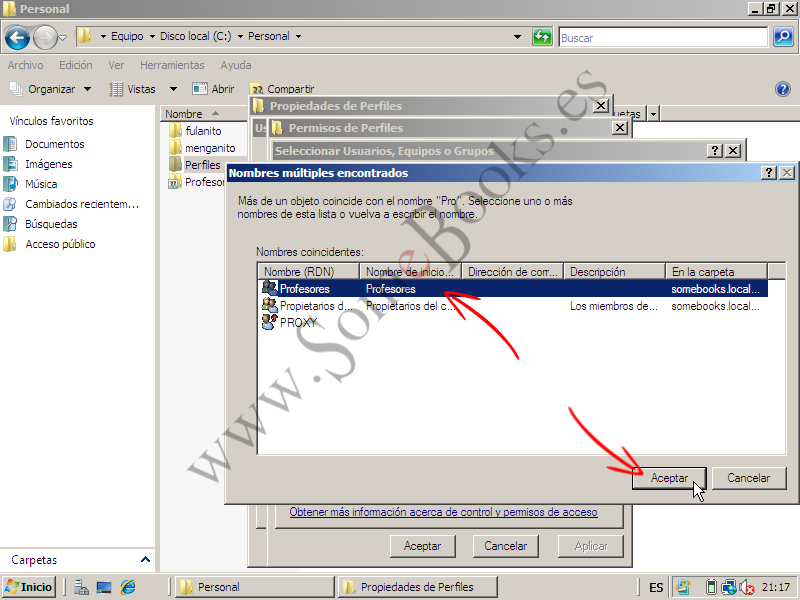 Personal
Equipo
Disco local (C:)
Personal
Buscar
Archivo Edición Ver Herramientas Ayuda
Organizar Vistas Abrir Compartir
Vínculos favoritos
Documentos
Imágenes
Música
Cambiados recientem...
Búsquedas
Acceso público
Carpetas
Nombre
fulanito
menganito
Perfiles
Profesor
Propiedades de Perfiles
Permisos de Perfiles
Seleccionar Usuarios, Equipos o Grupos
Nombres múltiples encontrados
Más de un objeto coincide con el nombre "Pro". Seleccione uno o más
nombres de esta lista o vuelva a escribir el nombre.
Nombres coincidentes:
Nombre (RDN) Nombre de inicio... Dirección de corr... Descripción En la carpeta
Profesores Profesores somebooks.local...
Propietarios d... Propietarios del c... Los miembros de... somebooks.local...
PROXY
Aceptar Cancelar
Obtener más información acerca de control y permisos de acceso
Aceptar Cancelar Aplicar
www.SomeBooks.es
Inicio
Personal
Propiedades de Perfiles
ES
21:17